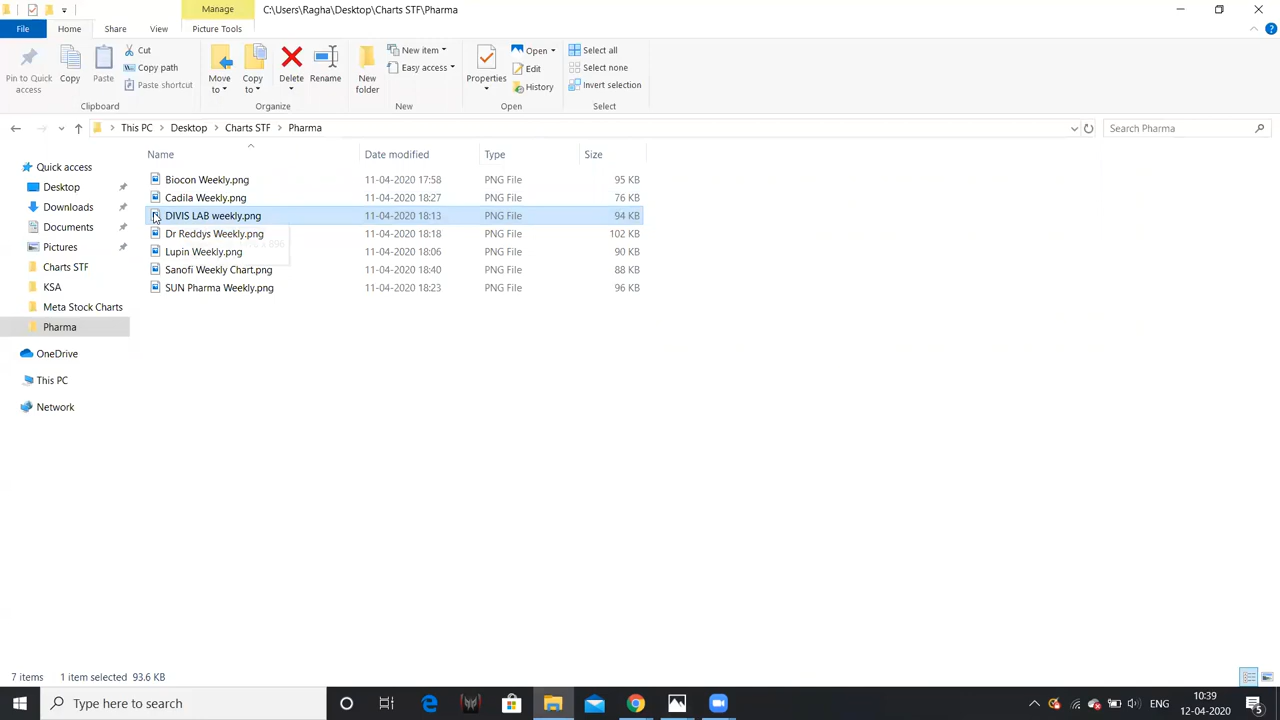 Manage
C:\Users\Ragha\Desktop\Charts STF\Pharma
File Home Share View Picture Tools
Pin to Quick access
Copy
Paste
Cut
Copy path
Paste shortcut
Clipboard
Move to
Copy to
Delete
Rename
Organize
New folder
New item
Easy access
New
Properties
Open
Edit
History
Open
Select all
Select none
Invert selection
Select
This PC > Desktop > Charts STF > Pharma
Search Pharma
Name Date modified Type Size
Biocon Weekly.png 11-04-2020 17:58 PNG File 95 KB
Cadila Weekly.png 11-04-2020 18:27 PNG File 76 KB
DIVIS LAB weekly.png 11-04-2020 18:13 PNG File 94 KB
Dr Reddys Weekly.png 11-04-2020 18:18 PNG File 102 KB
Lupin Weekly.png 11-04-2020 18:06 PNG File 90 KB
Sanofi Weekly Chart.png 11-04-2020 18:40 PNG File 88 KB
SUN Pharma Weekly.png 11-04-2020 18:23 PNG File 96 KB
Quick access
Desktop
Downloads
Documents
Pictures
Charts STF
KSA
Meta Stock Charts
Pharma
OneDrive
This PC
Network
7 items 1 item selected 93.6 KB
Type here to search
ENG
10:39
12-04-2020
5